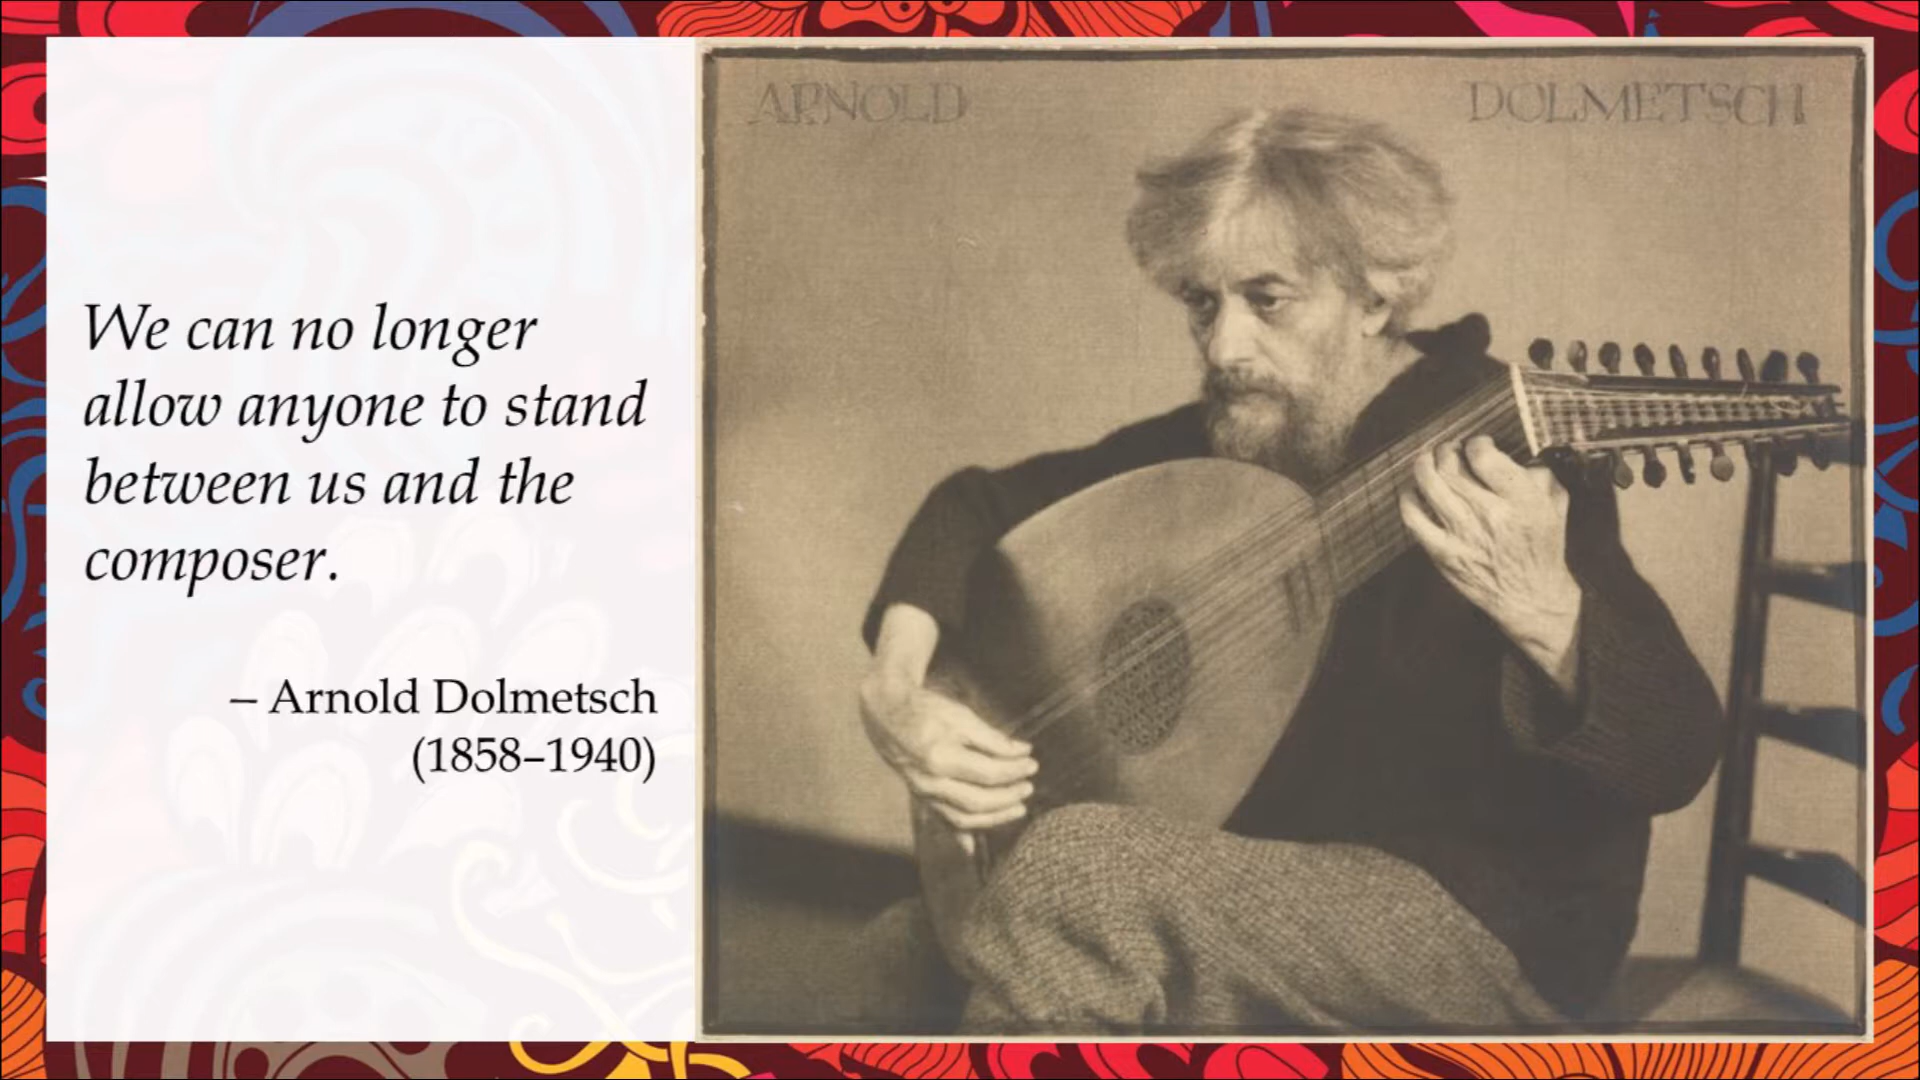 We can no longer
allow anyone to stand
between us and the
composer.
– Arnold Dolmetsch
(1858–1940)
ARNOLD DOLMETSCH